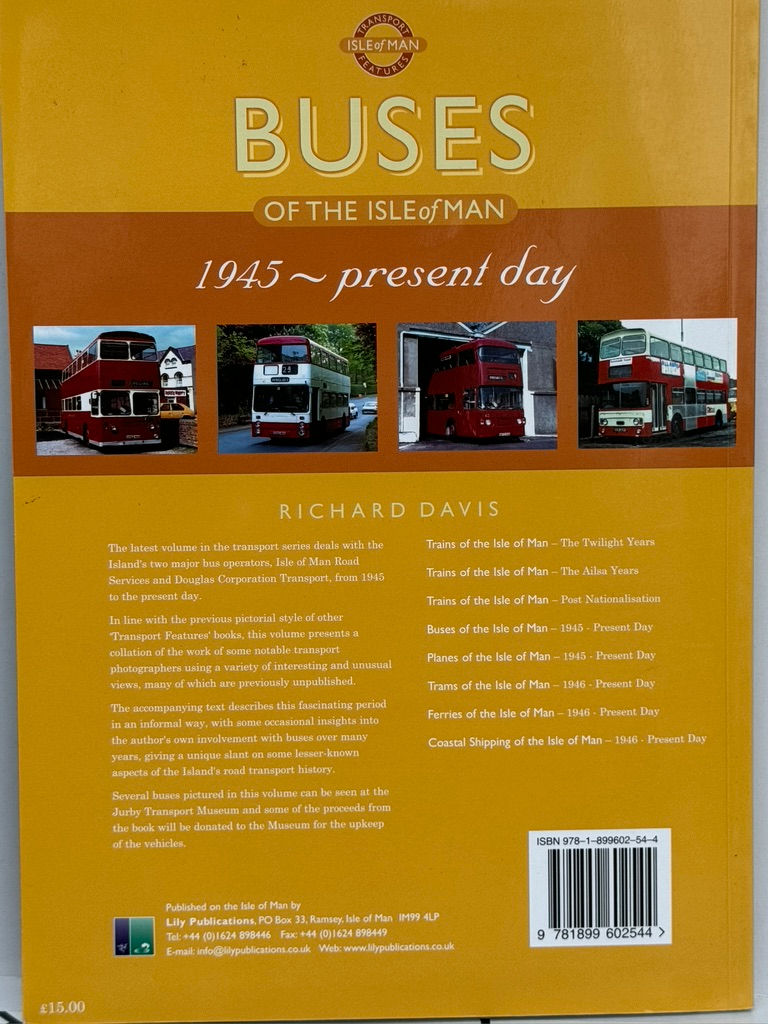 TRANSPORT
ISLE of MAN
FEATURES
BUSES
OF THE ISLE of MAN
1945 ~ present day
RICHARD DAVIS
The latest volume in the transport series deals with the
Island's two major bus operators, Isle of Man Road
Services and Douglas Corporation Transport, from 1945
to the present day.
In line with the previous pictorial style of other
'Transport Features' books, this volume presents a
collation of the work of some notable transport
photographers using a variety of interesting and unusual
views, many of which are previously unpublished.
The accompanying text describes this fascinating period
in an informal way, with some occasional insights into
the author's own involvement with buses over many
years, giving a unique slant on some lesser-known
aspects of the Island's road transport history.
Several buses pictured in this volume can be seen at the
Jurby Transport Museum and some of the proceeds from
the book will be donated to the Museum for the upkeep
of the vehicles.
Trains of the Isle of Man – The Twilight Years
Trains of the Isle of Man – The Ailsa Years
Trains of the Isle of Man – Post Nationalisation
Buses of the Isle of Man – 1945 - Present Day
Planes of the Isle of Man – 1945 - Present Day
Trams of the Isle of Man – 1946 - Present Day
Ferries of the Isle of Man – 1946 - Present Day
Coastal Shipping of the Isle of Man – 1946 - Present Day
ISBN 978-1-899602-54-4
9 781899 602544 >
Published on the Isle of Man by
Lily Publications, PO Box 33, Ramsey, Isle of Man IM99 4LP
Tel: +44 (0)1624 898446 Fax: +44 (0)1624 898449
E-mail: info@lilypublications.co.uk Web: www.lilypublications.co.uk
£15.00